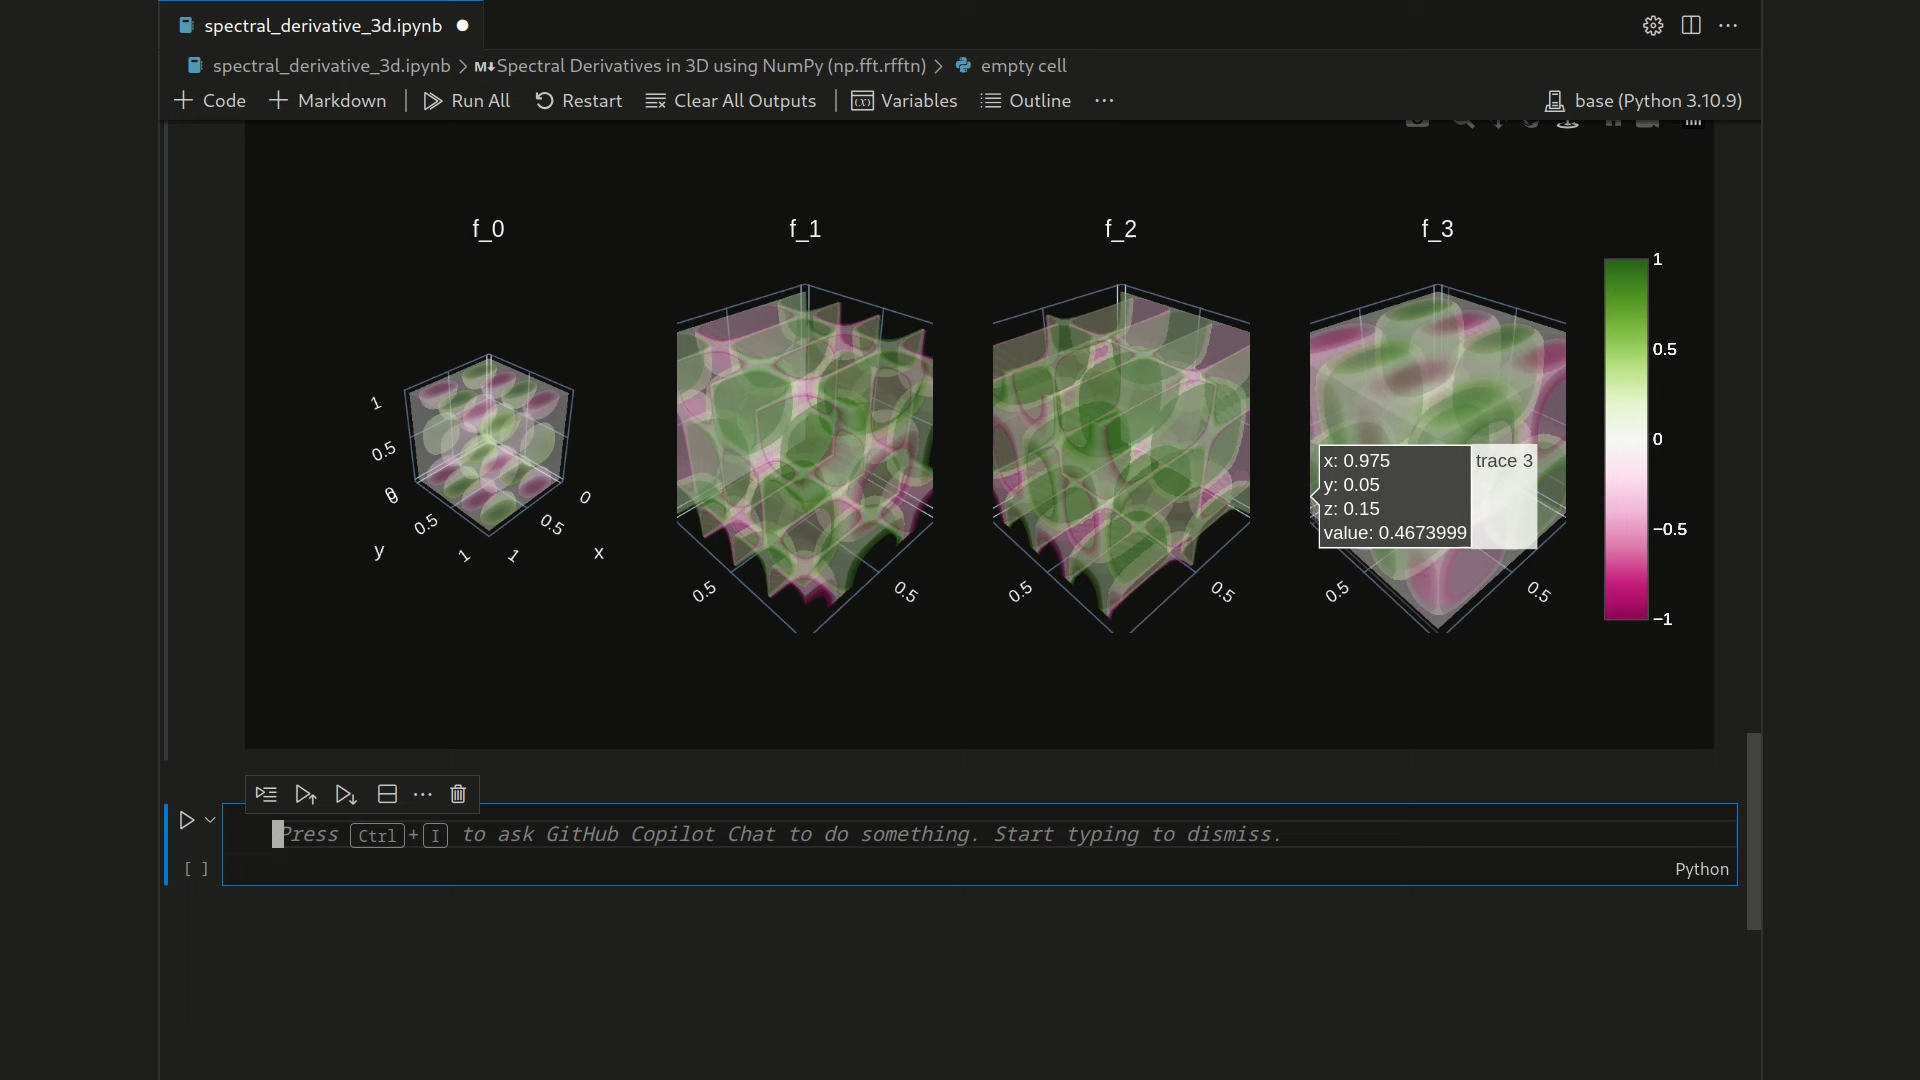 spectral_derivative_3d.ipynb
spectral_derivative_3d.ipynb > M↓ Spectral Derivatives in 3D using NumPy (np.fft.rfftn) > empty cell
+ Code + Markdown | Run All Restart Clear All Outputs | (x) Variables Outline ... base (Python 3.10.9)
f_0 f_1 f_2 f_3
1
0.5
0
−0.5
−1
1
0.5
0
0
0.5
1
y
0
0.5
1
x
0.5
0.5
0.5
0.5
0.5
0.5
x: 0.975
y: 0.05
z: 0.15
value: 0.4673999
trace 3
Press Ctrl + I to ask GitHub Copilot Chat to do something. Start typing to dismiss.
[ ]
Python